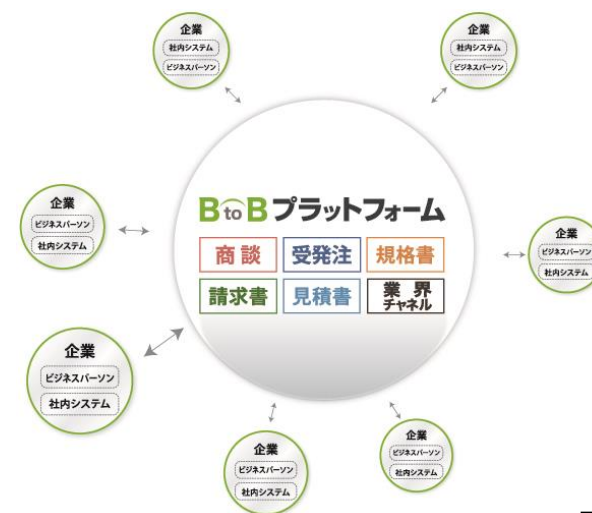 企業
社内システム
ビジネスパーソン
企業
社内システム
ビジネスパーソン
企業
ビジネスパーソン
社内システム
BtoBプラットフォーム
商談 受発注 規格書
請求書 見積書 業界チャネル
企業
ビジネスパーソン
社内システム
企業
ビジネスパーソン
社内システム
企業
ビジネスパーソン
社内システム
企業
ビジネスパーソン
社内システム